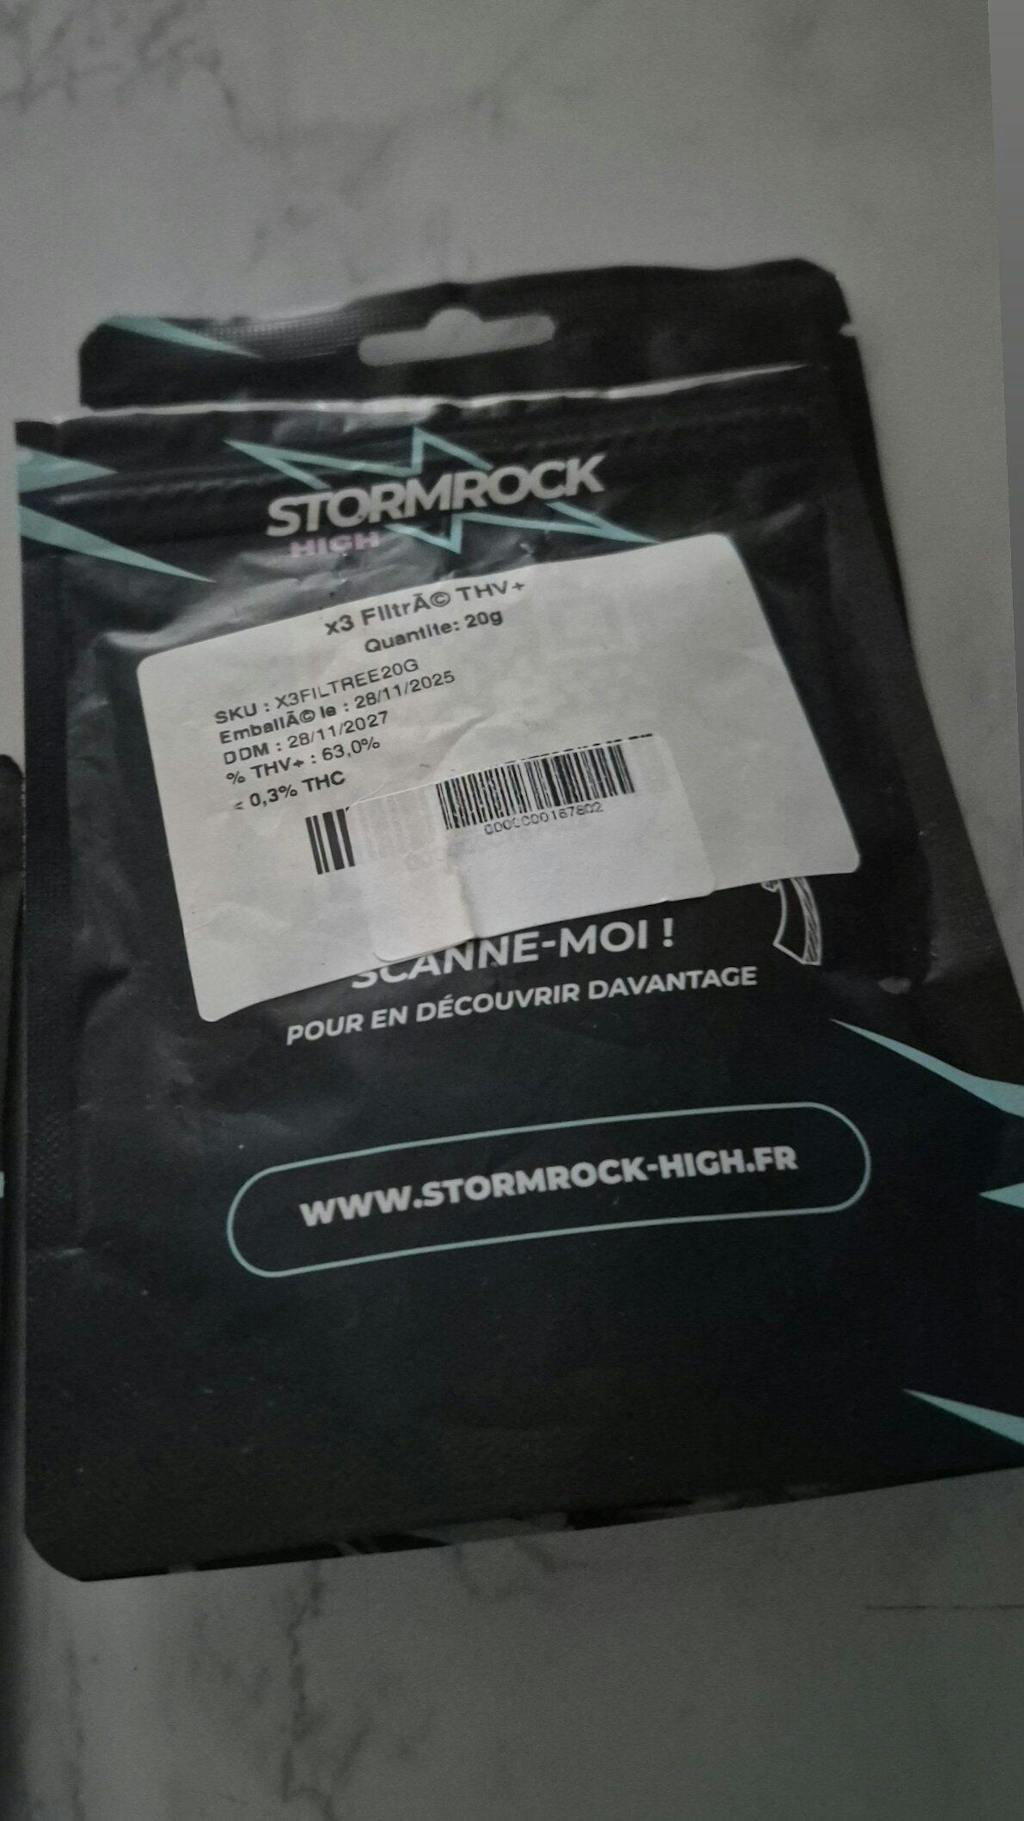 STORMROCK
HIGH
x3 FiltrÃ© THV+
Quantite: 20g
SKU : X3FILTREE20G
EmballÃ© le : 28/11/2025
DDM : 28/11/2027
% THV+ : 63,0%
< 0,3% THC
SCANNE-MOI !
POUR EN DÉCOUVRIR DAVANTAGE
WWW.STORMROCK-HIGH.FR